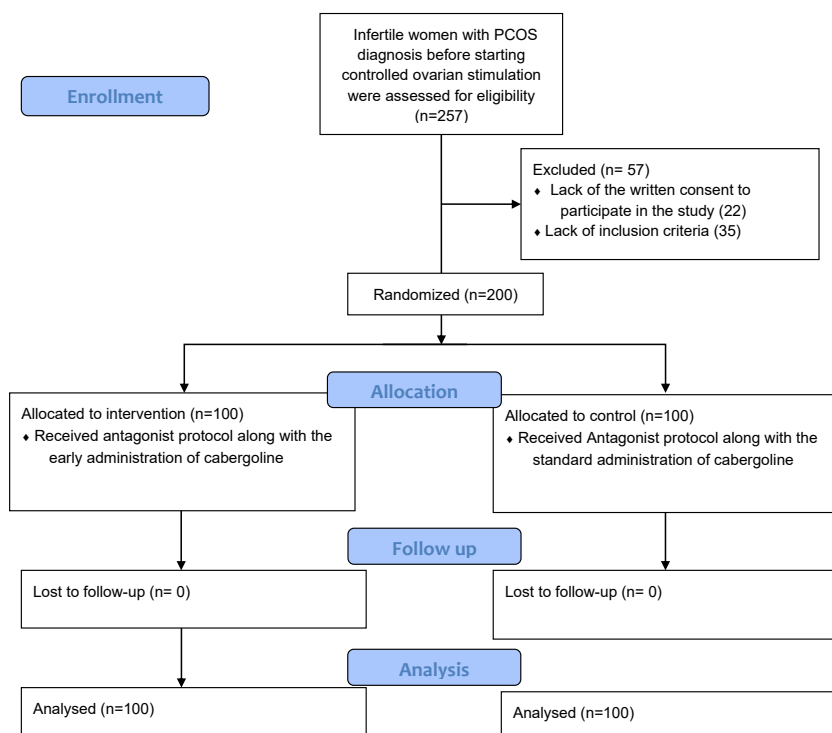 Infertile women with PCOS
diagnosis before starting
controlled ovarian stimulation
were assessed for eligibility
(n=257)
Enrollment
Excluded (n= 57)
♦ Lack of the written consent to
participate in the study (22)
♦ Lack of inclusion criteria (35)
Randomized (n=200)
Allocation
Allocated to intervention (n=100)
♦ Received antagonist protocol along with the
early administration of cabergoline
Allocated to control (n=100)
♦ Received Antagonist protocol along with the
standard administration of cabergoline
Follow up
Lost to follow-up (n= 0)
Lost to follow-up (n= 0)
Analysis
Analysed (n=100)
Analysed (n=100)